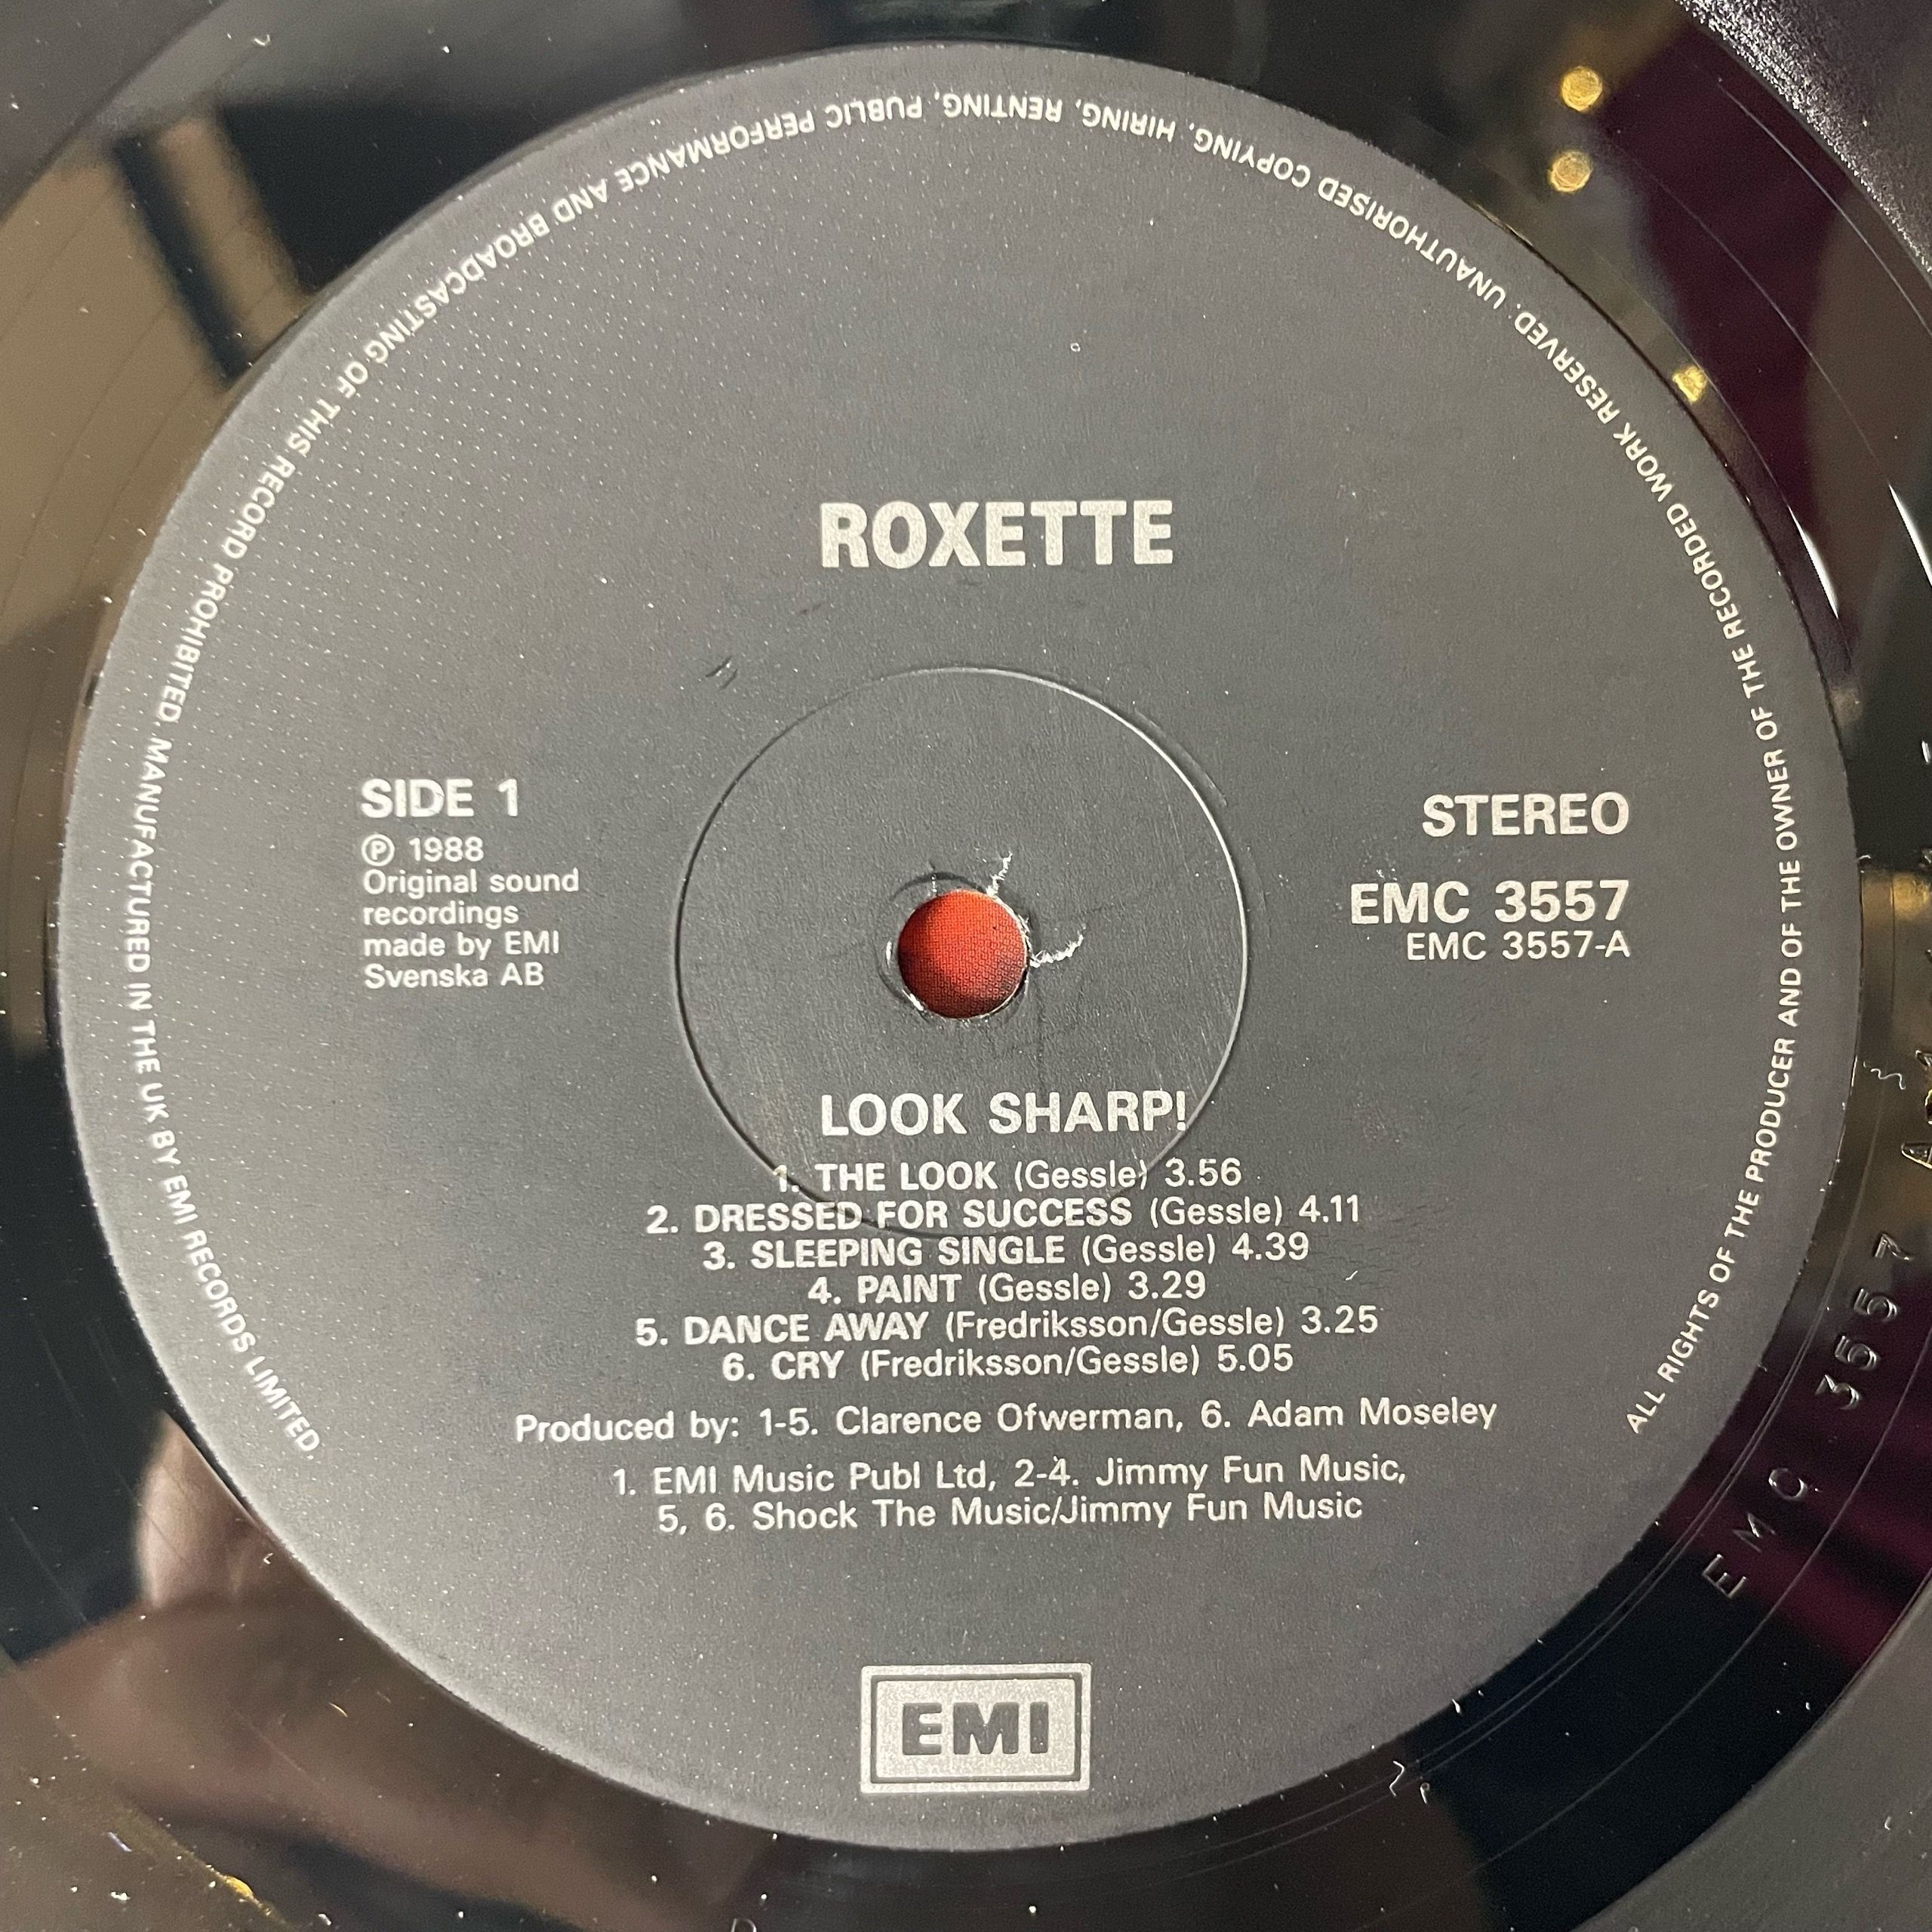 ROXETTE
SIDE 1
Ⓟ 1988
Original sound
recordings
made by EMI
Svenska AB
STEREO
EMC 3557
EMC 3557-A
LOOK SHARP!
1. THE LOOK (Gessle) 3.56
2. DRESSED FOR SUCCESS (Gessle) 4.11
3. SLEEPING SINGLE (Gessle) 4.39
4. PAINT (Gessle) 3.29
5. DANCE AWAY (Fredriksson/Gessle) 3.25
6. CRY (Fredriksson/Gessle) 5.05
Produced by: 1-5. Clarence Ofwerman, 6. Adam Moseley
1. EMI Music Publ Ltd, 2-4. Jimmy Fun Music,
5, 6. Shock The Music/Jimmy Fun Music
EMI
ALL RIGHTS OF THE PRODUCER AND OF THE OWNER OF THE RECORDED WORK RESERVED. UNAUTHORISED COPYING, HIRING, RENTING, PUBLIC PERFORMANCE AND BROADCASTING OF THIS RECORD PROHIBITED. MANUFACTURED IN THE UK BY EMI RECORDS LIMITED.
EMC 3557